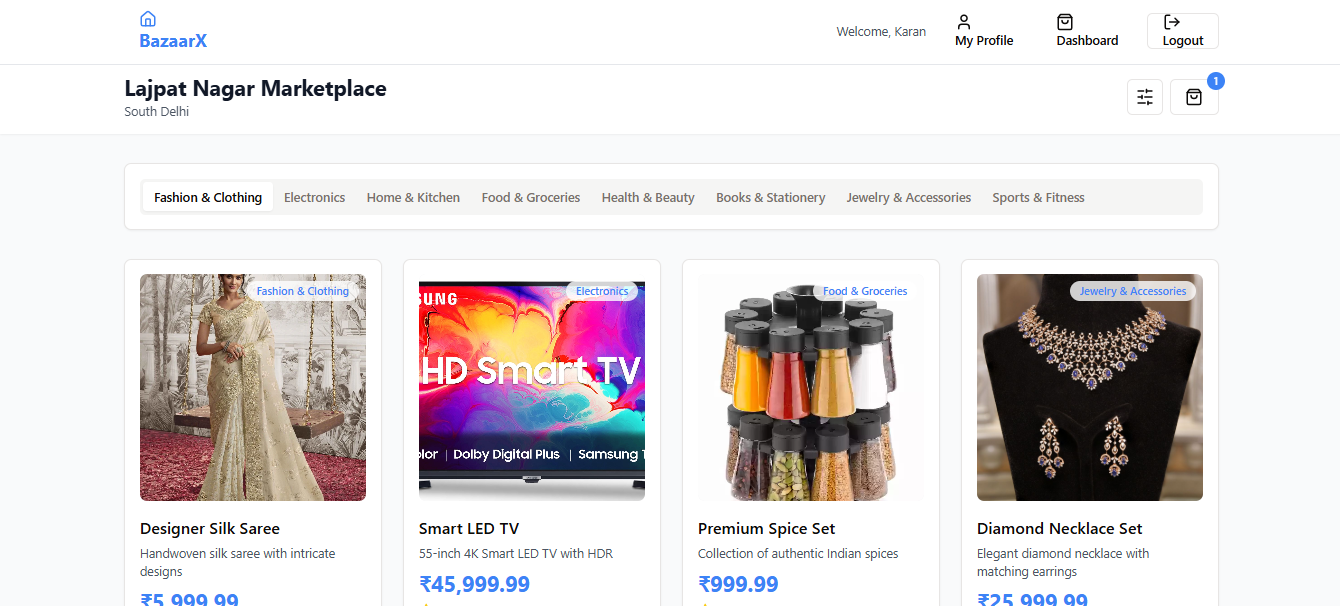 BazaarX
Welcome, Karan
My Profile
Dashboard
Logout
Lajpat Nagar Marketplace
South Delhi
1
Fashion & Clothing
Electronics
Home & Kitchen
Food & Groceries
Health & Beauty
Books & Stationery
Jewelry & Accessories
Sports & Fitness
Fashion & Clothing
Designer Silk Saree
Handwoven silk saree with intricate
designs
₹5,999.99
Electronics
SUNG
HD Smart TV
olor | Dolby Digital Plus | Samsung
Smart LED TV
55-inch 4K Smart LED TV with HDR
₹45,999.99
Food & Groceries
Premium Spice Set
Collection of authentic Indian spices
₹999.99
Jewelry & Accessories
Diamond Necklace Set
Elegant diamond necklace with
matching earrings
₹25,999.99